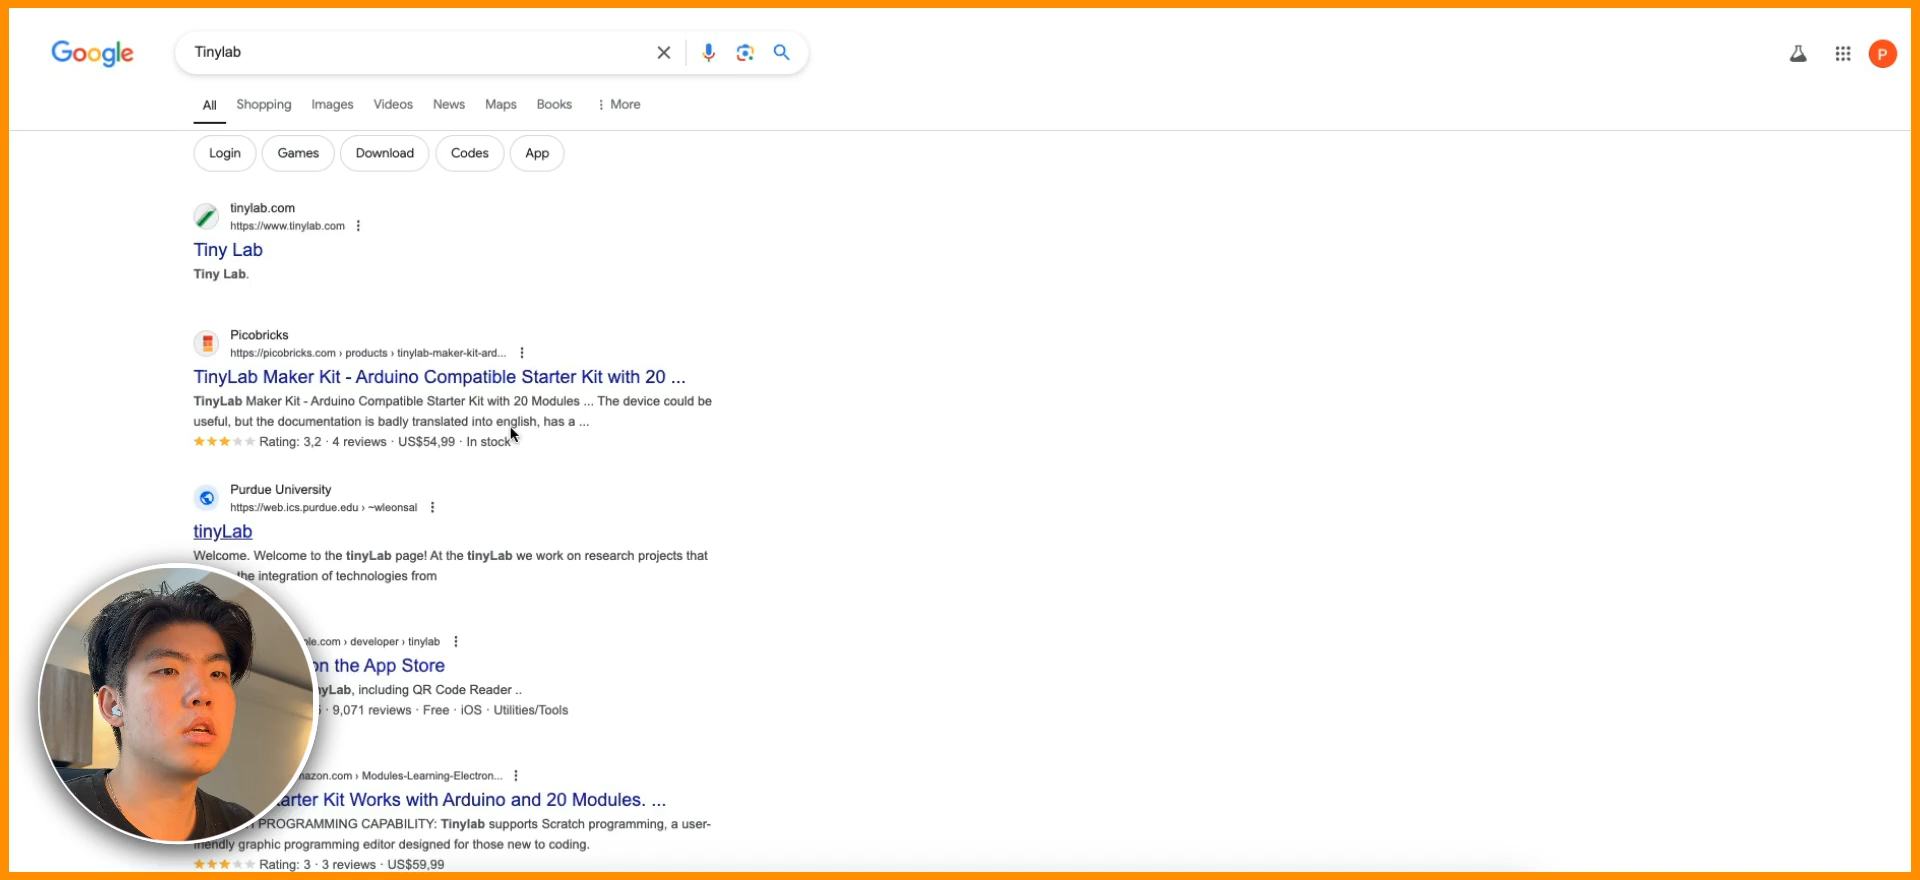 Google
Tinylab
P
All Shopping Images Videos News Maps Books More
Login Games Download Codes App
tinylab.com
https://www.tinylab.com
Tiny Lab
Tiny Lab.
Picobricks
https://picobricks.com › products › tinylab-maker-kit-ard...
TinyLab Maker Kit - Arduino Compatible Starter Kit with 20 ...
TinyLab Maker Kit - Arduino Compatible Starter Kit with 20 Modules ... The device could be
useful, but the documentation is badly translated into english, has a ...
Rating: 3,2 · 4 reviews · US$54,99 · In stock
Purdue University
https://web.ics.purdue.edu › ~wleonsal
tinyLab
Welcome. Welcome to the tinyLab page! At the tinyLab we work on research projects that
the integration of technologies from
› developer › tinylab
on the App Store
including QR Code Reader ..
· 9,071 reviews · Free · iOS · Utilities/Tools
› Modules-Learning-Electron...
Kit Works with Arduino and 20 Modules. ...
PROGRAMMING CAPABILITY: Tinylab supports Scratch programming, a user-
graphic programming editor designed for those new to coding.
Rating: 3 · 3 reviews · US$59,99